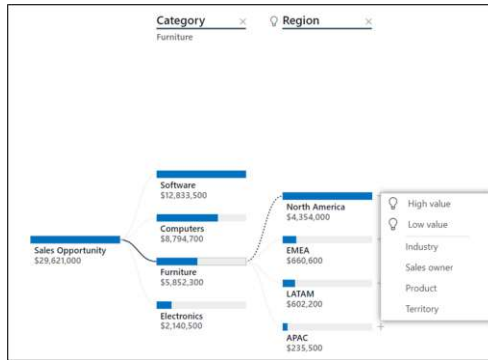 Category ×
Furniture
Region ×
Sales Opportunity
$29,621,000
Software
$12,833,500
Computers
$8,794,700
Furniture
$5,852,300
Electronics
$2,140,500
North America
$4,354,000
EMEA
$660,600
LATAM
$602,200
APAC
$235,500
High value
Low value
Industry
Sales owner
Product
Territory